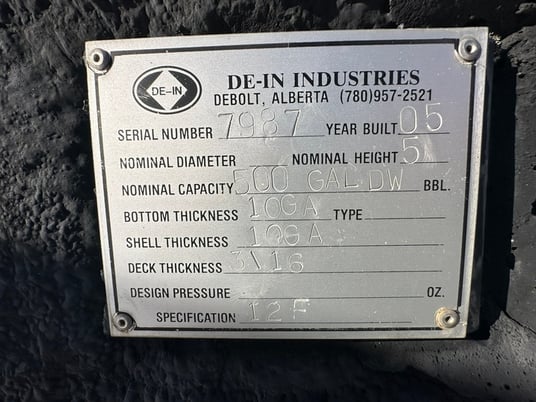 DE-IN
DE-IN INDUSTRIES
DEBOLT, ALBERTA (780)957-2521
SERIAL NUMBER 7987 YEAR BUILT 05
NOMINAL DIAMETER NOMINAL HEIGHT 5
NOMINAL CAPACITY 500 GAL DW BBL.
BOTTOM THICKNESS 10GA TYPE
SHELL THICKNESS 10GA
DECK THICKNESS 3\16
DESIGN PRESSURE OZ.
SPECIFICATION 12F